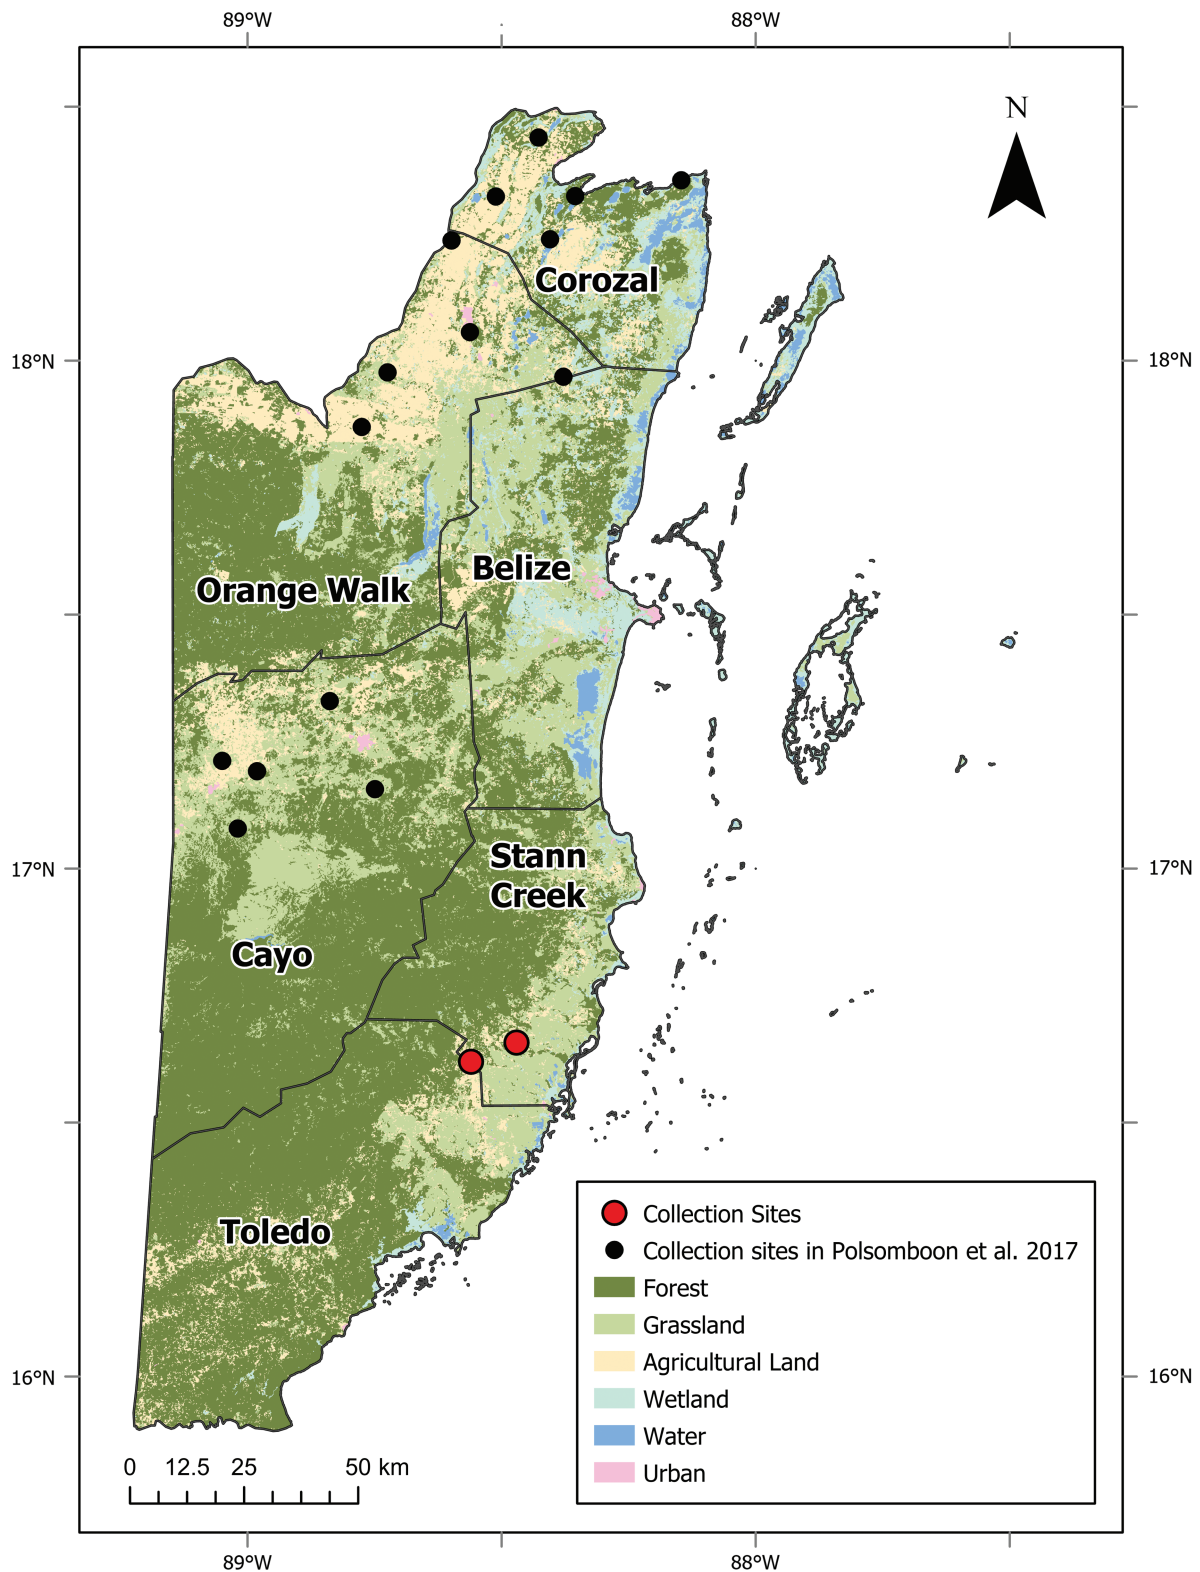 89°W
88°W
N
Corozal
18°N
18°N
Belize
Orange Walk
Stann
Creek
17°N
17°N
Cayo
Collection Sites
Collection sites in Polsomboon et al. 2017
Toledo
Forest
Grassland
Agricultural Land
16°N
16°N
Wetland
Water
Urban
0 12.5 25 50 km
89°W
88°W